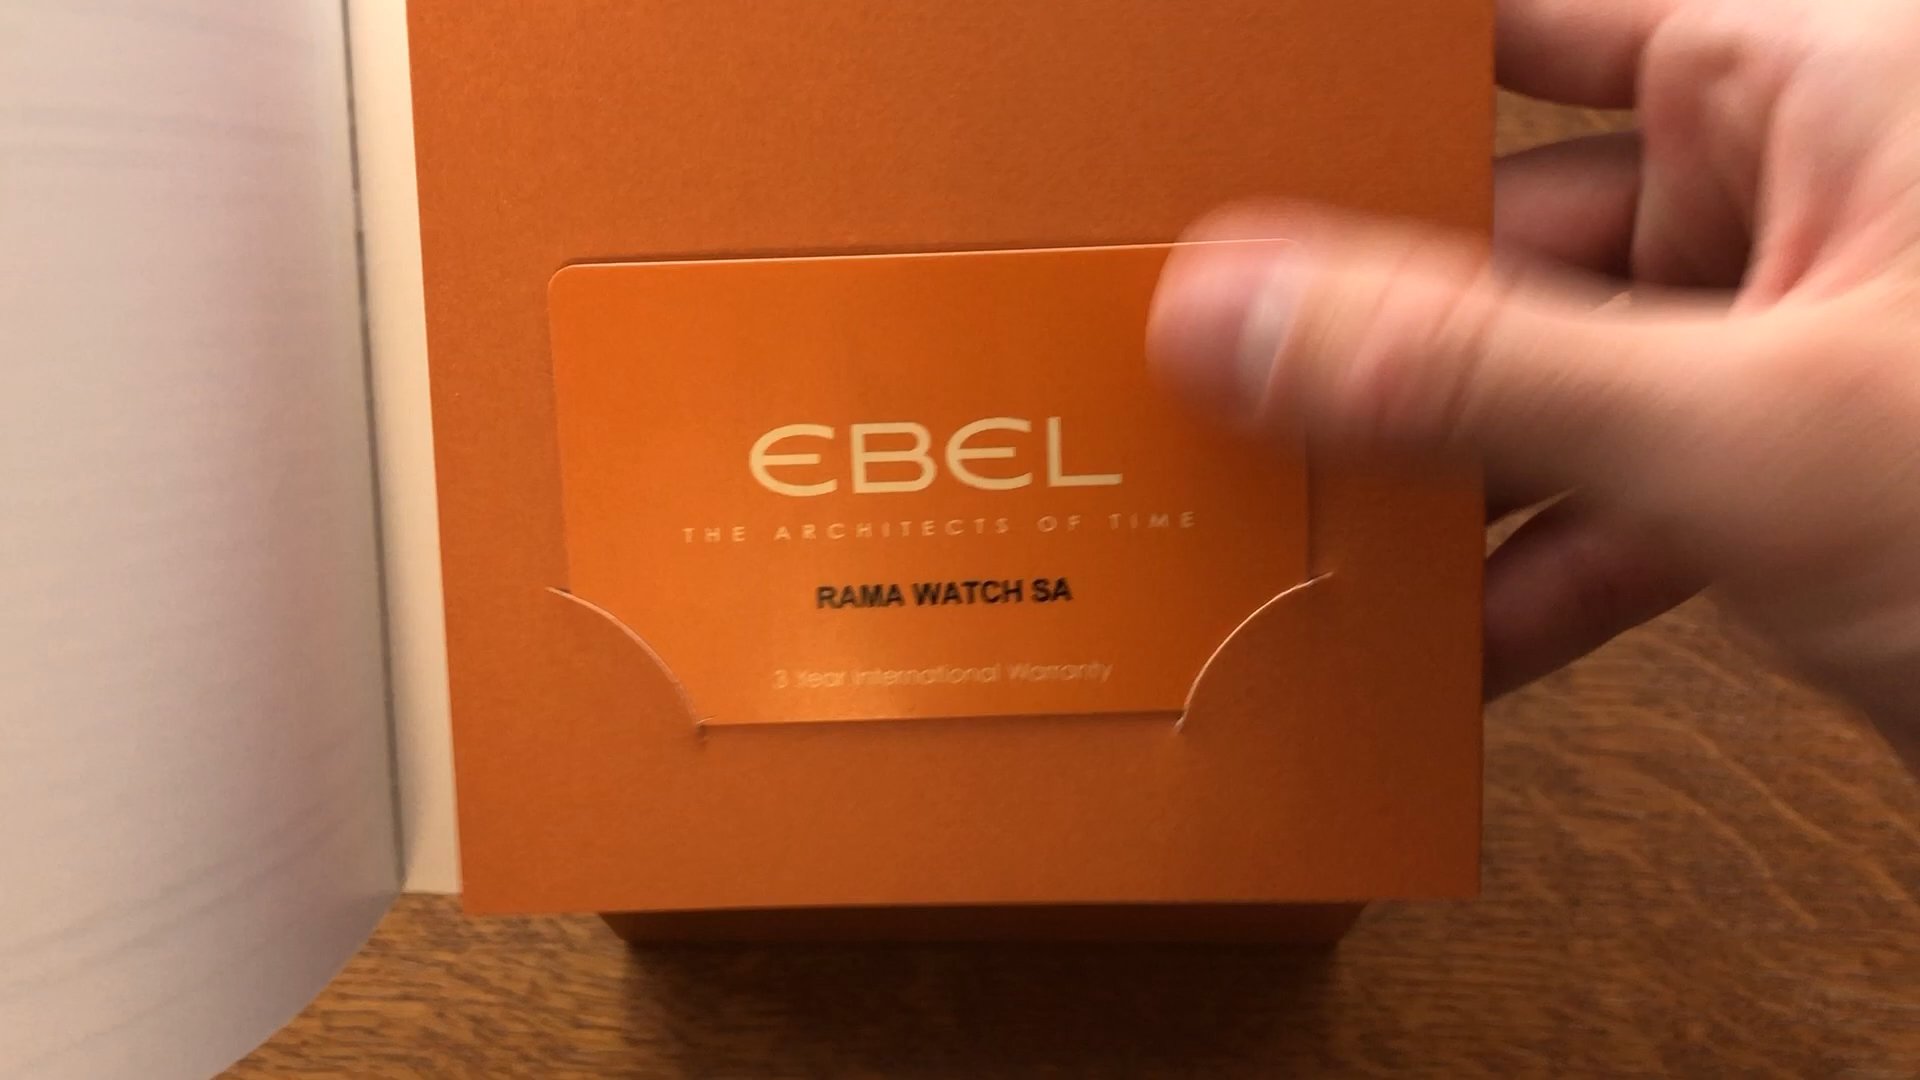 EBEL
THE ARCHITECTS OF TIME
RAMA WATCH SA
3 Year International Warranty